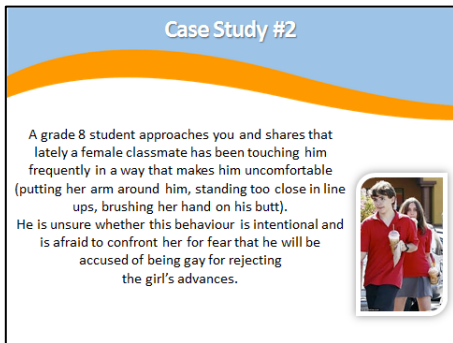 Case Study #2
A grade 8 student approaches you and shares that
lately a female classmate has been touching him
frequently in a way that makes him uncomfortable
(putting her arm around him, standing too close in line
ups, brushing her hand on his butt).
He is unsure whether this behaviour is intentional and
is afraid to confront her for fear that he will be
accused of being gay for rejecting
the girl's advances.